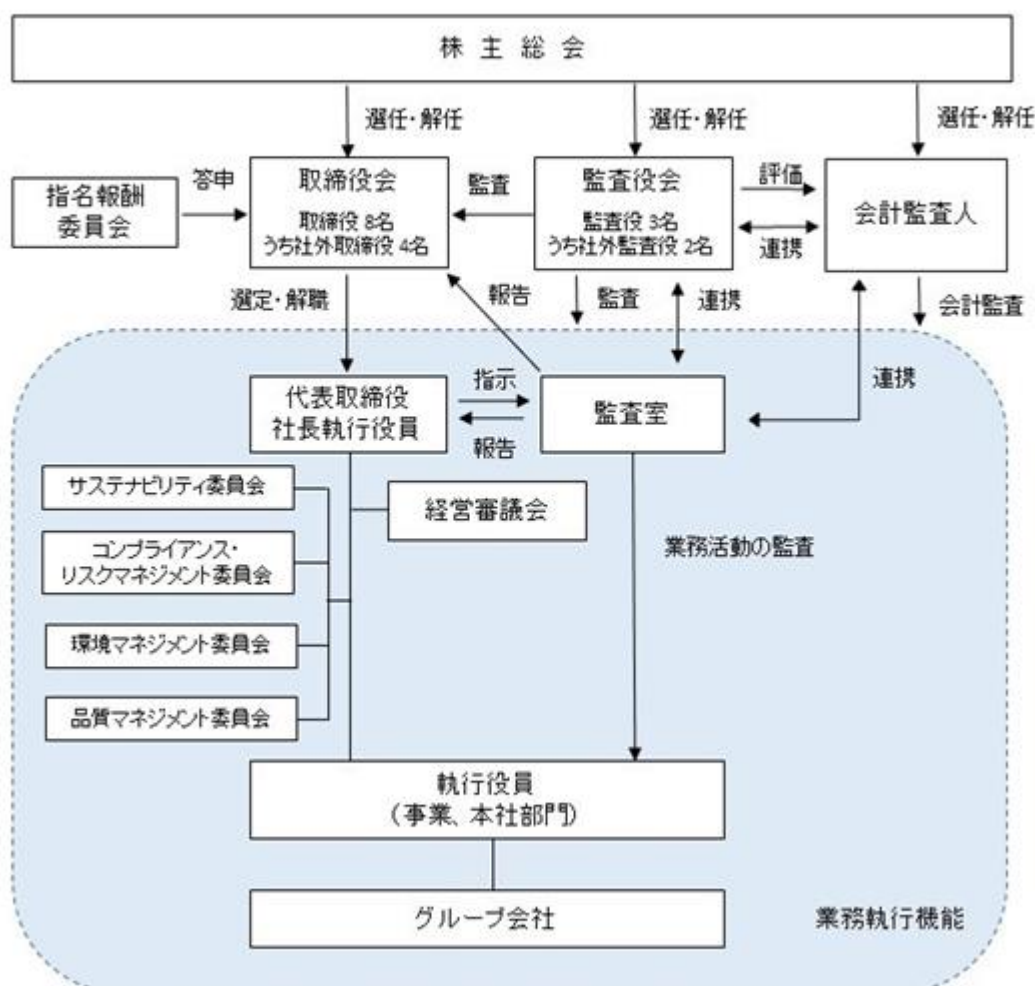 株主総会
選任・解任
選任・解任
選任・解任
指名報酬
委員会
答申
取締役会
取締役 8名
うち社外取締役 4名
監査
監査役会
監査役 3名
うち社外監査役 2名
評価
連携
会計監査人
選定・解職
報告
監査
連携
会計監査
連携
代表取締役
社長執行役員
指示
報告
監査室
サステナビリティ委員会
経営審議会
コンプライアンス・
リスクマネジメント委員会
業務活動の監査
環境マネジメント委員会
品質マネジメント委員会
執行役員
（事業、本社部門）
グループ会社
業務執行機能